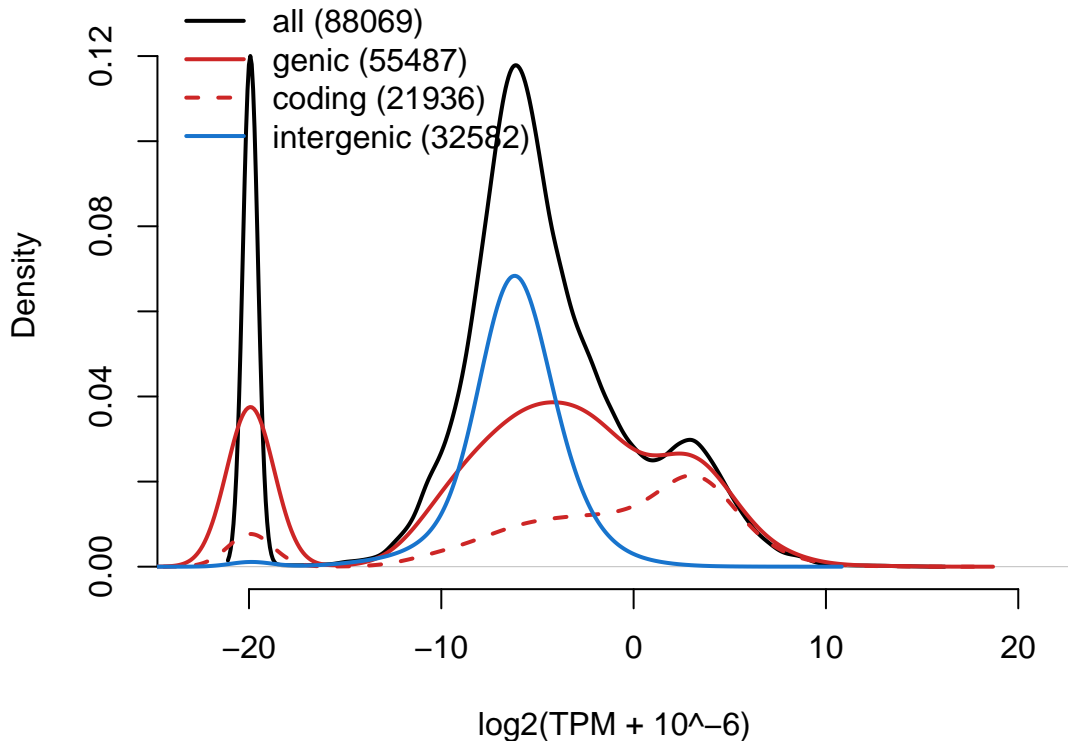 all (88069)
genic (55487)
coding (21936)
intergenic (32582)
0.12
0.08
0.04
0.00
Density
−20 −10 0 10 20
log2(TPM + 10^−6)